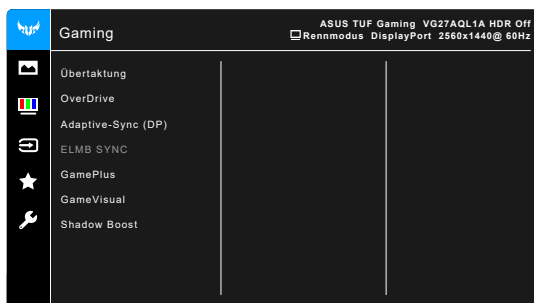 Gaming
ASUS TUF Gaming VG27AQL1A HDR Off
Rennmodus DisplayPort 2560x1440@ 60Hz
Übertaktung
OverDrive
Adaptive-Sync (DP)
ELMB SYNC
GamePlus
GameVisual
Shadow Boost